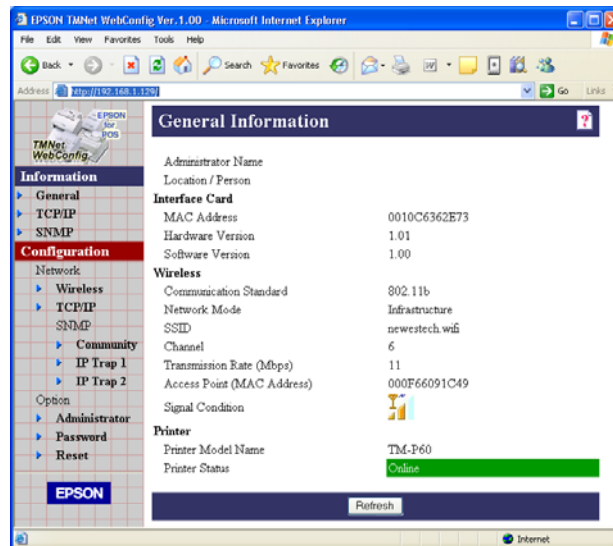 EPSON TMNet WebConfig Ver.1.00 - Microsoft Internet Explorer
File Edit View Favorites Tools Help
Back Search Favorites
Address http://192.168.1.129/ Go Links
EPSON
for
POS
TMNet
WebConfig
Information
General
TCP/IP
SNMP
Configuration
Network
Wireless
TCP/IP
SNMP
Community
IP Trap 1
IP Trap 2
Option
Administrator
Password
Reset
EPSON
General Information ?
Administrator Name
Location / Person
Interface Card
MAC Address 0010C6362E73
Hardware Version 1.01
Software Version 1.00
Wireless
Communication Standard 802.11b
Network Mode Infrastructure
SSID newestech.wifi
Channel 6
Transmission Rate (Mbps) 11
Access Point (MAC Address) 000F66091C49
Signal Condition
Printer
Printer Model Name TM-P60
Printer Status Online
Refresh
Internet